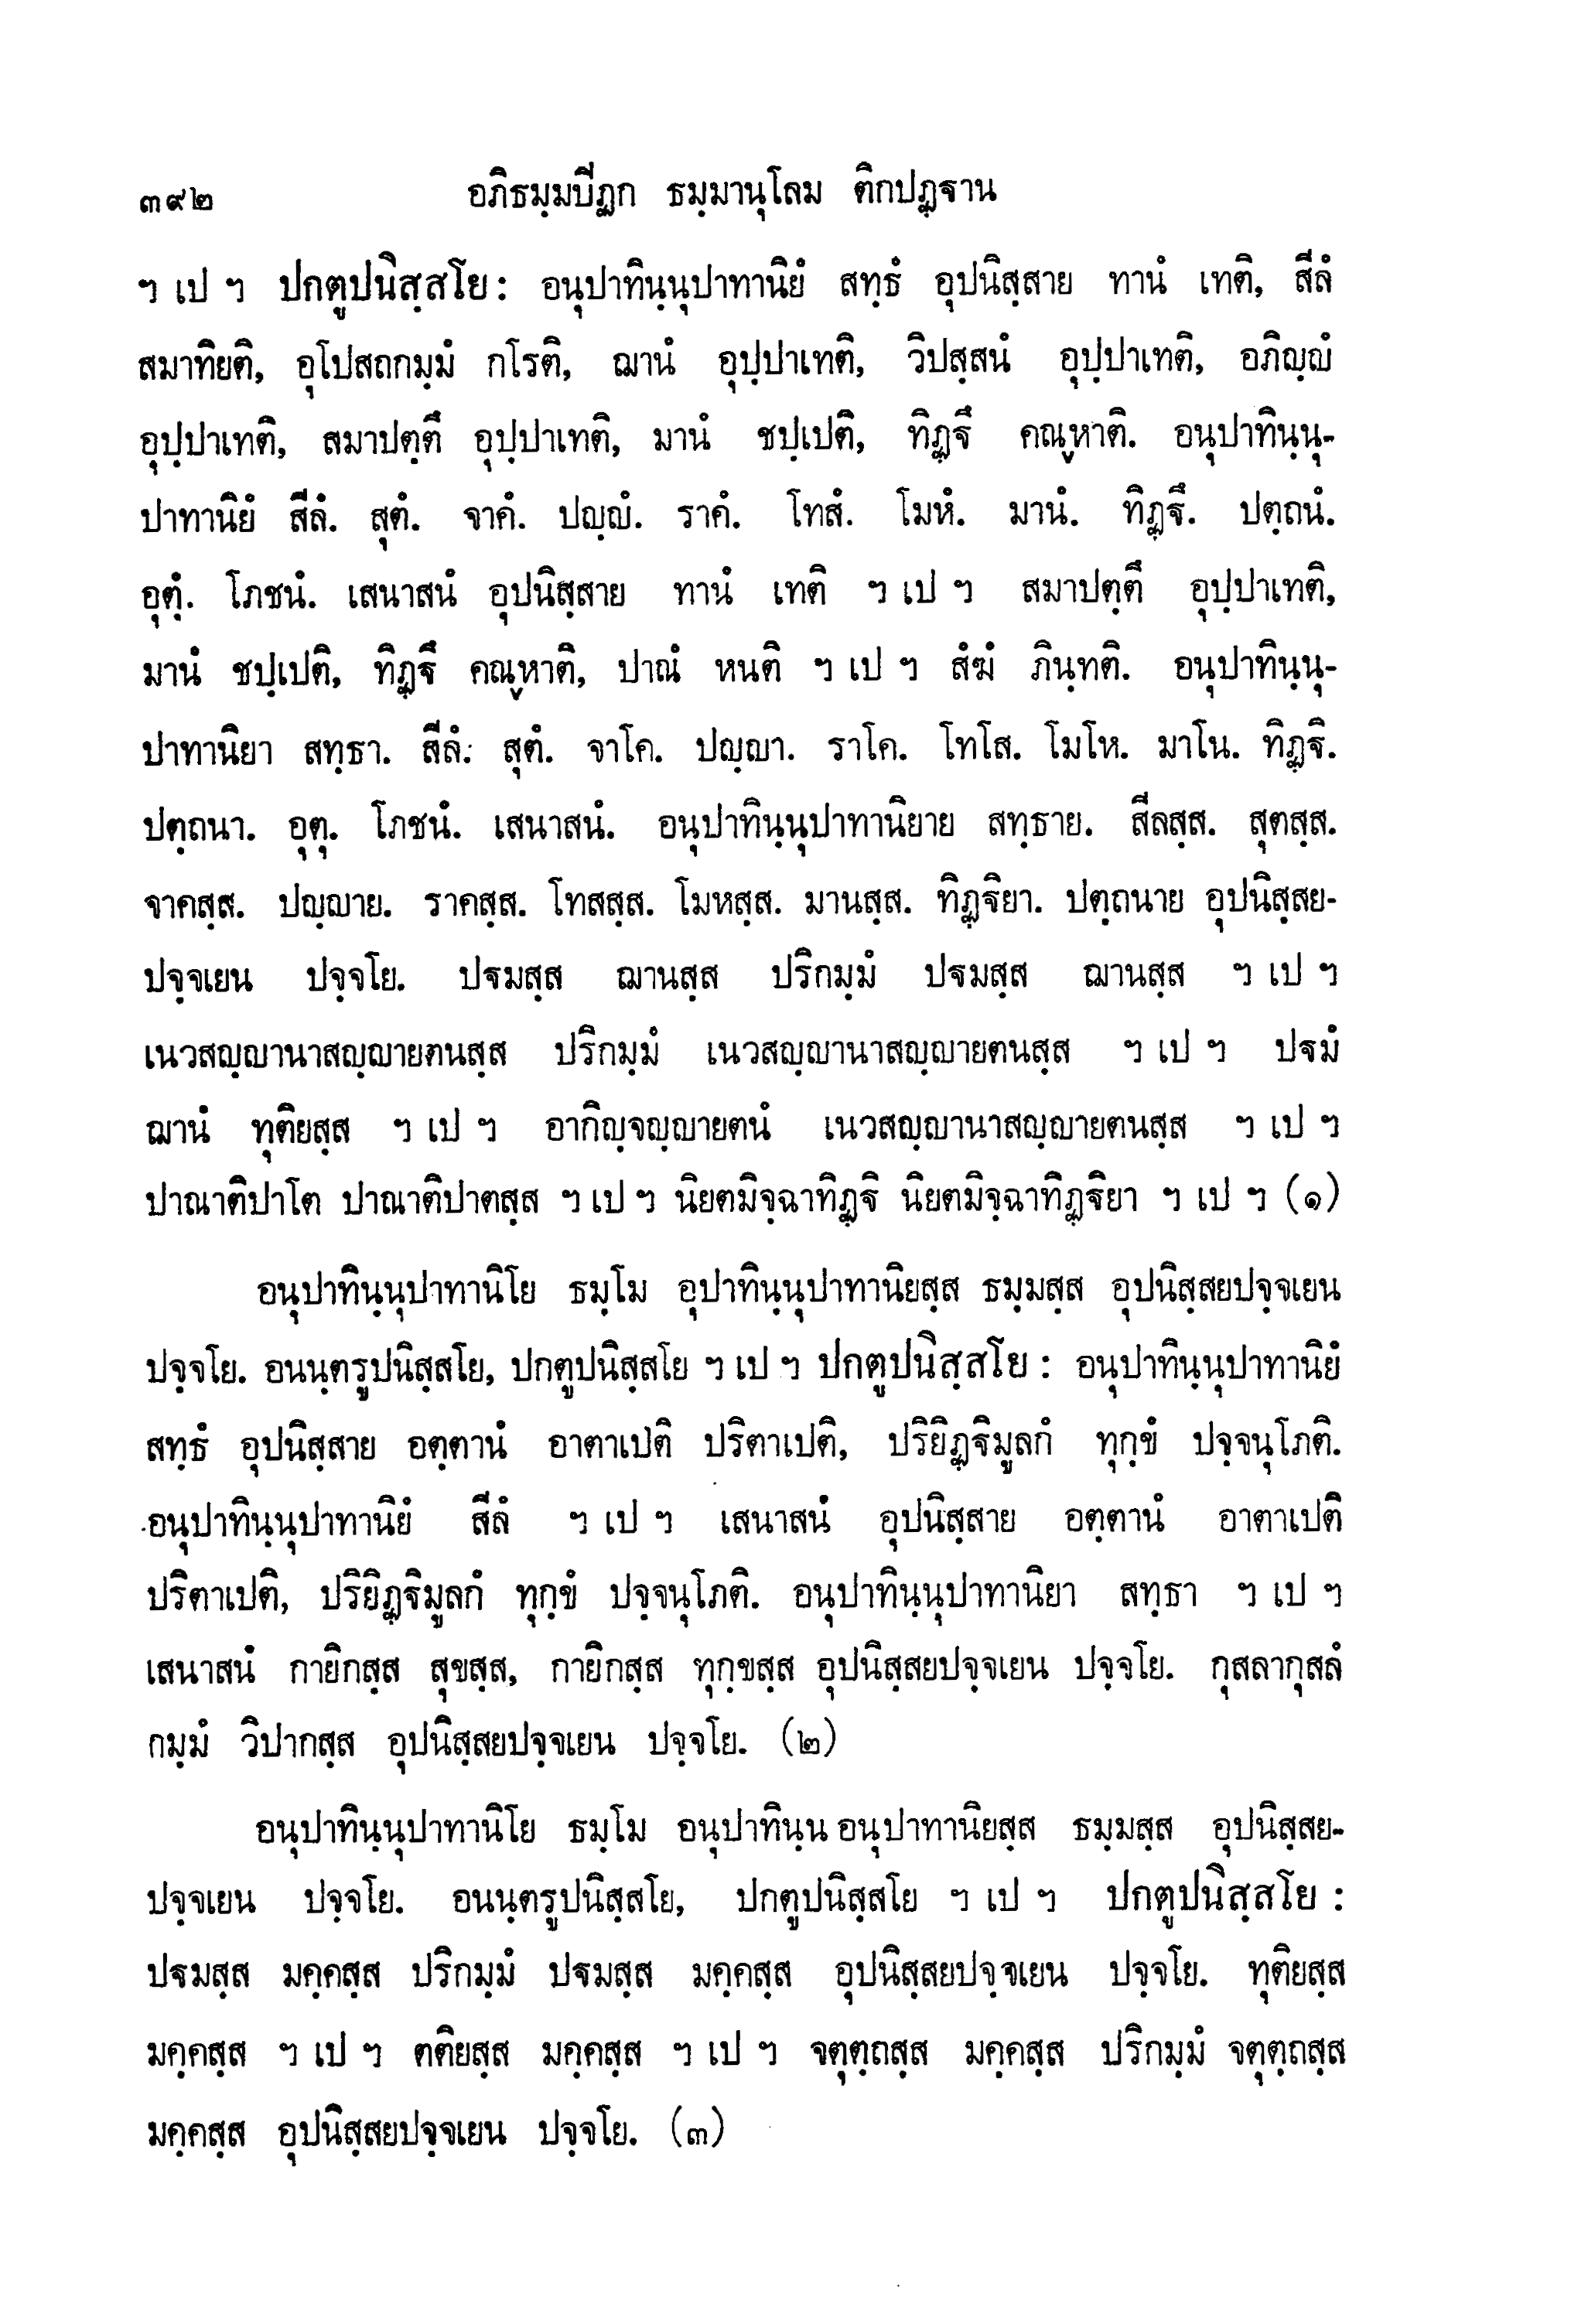 ๓๙๒ อภิธมฺมปีฏก ธมฺมานุโลม ติกปฏฺฐาน
ฯ เป ฯ ปกตูปนิสฺสโย : อนุปาทินฺนุปาทานิยํ สทฺธํ อุปนิสฺสาย ทานํ เทติ, สีลํ
สมาทิยติ, อุโปสถกมฺมํ กโรติ, ฌานํ อุปฺปาเทติ, วิปสฺสนํ อุปฺปาเทติ, อภิญฺญํ
อุปฺปาเทติ, สมาปตฺตึ อุปฺปาเทติ, มานํ ชปฺเปติ, ทิฏฺฐึ คณฺหาติ. อนุปาทินฺนุ-
ปาทานิยํ สีลํ. สุตํ. จาคํ. ปญฺญํ. ราคํ. โทสํ. โมหํ. มานํ. ทิฏฺฐึ. ปตฺถนํ.
อุตุํ. โภชนํ. เสนาสนํ อุปนิสฺสาย ทานํ เทติ ฯ เป ฯ สมาปตฺตึ อุปฺปาเทติ,
มานํ ชปฺเปติ, ทิฏฺฐึ คณฺหาติ, ปาณํ หนติ ฯ เป ฯ สํฆํ ภินฺทติ. อนุปาทินฺนุ-
ปาทานิยา สทฺธา. สีลํ. สุตํ. จาโค. ปญฺญา. ราโค. โทโส. โมโห. มาโน. ทิฏฺฐิ.
ปตฺถนา. อุตุ. โภชนํ. เสนาสนํ. อนุปาทินฺนุปาทานิยาย สทฺธาย. สีลสฺส. สุตสฺส.
จาคสฺส. ปญฺญาย. ราคสฺส. โทสสฺส. โมหสฺส. มานสฺส. ทิฏฺฐิยา. ปตฺถนาย อุปนิสฺสย-
ปจฺจเยน ปจฺจโย. ปฐมสฺส ฌานสฺส ปริกมฺมํ ปฐมสฺส ฌานสฺส ฯ เป ฯ
เนวสญฺญานาสญฺญายตนสฺส ปริกมฺมํ เนวสญฺญานาสญฺญายตนสฺส ฯ เป ฯ ปฐมํ
ฌานํ ทุติยสฺส ฯ เป ฯ อากิญฺจญฺญายตนํ เนวสญฺญานาสญฺญายตนสฺส ฯ เป ฯ
ปาณาติปาโต ปาณาติปาตสฺส ฯ เป ฯ นิยตมิจฺฉาทิฏฺฐิ นิยตมิจฺฉาทิฏฺฐิยา ฯ เป ฯ (๑)
อนุปาทินฺนุปาทานิโย ธมฺโม อุปาทินฺนุปาทานิยสฺส ธมฺมสฺส อุปนิสฺสยปจฺจเยน
ปจฺจโย. อนนฺตรูปนิสฺสโย, ปกตูปนิสฺสโย ฯ เป ฯ ปกตูปนิสฺสโย : อนุปาทินฺนุปาทานิยํ
สทฺธํ อุปนิสฺสาย อตฺตานํ อาตาเปติ ปริตาเปติ, ปริยิฏฺฐิมูลกํ ทุกฺขํ ปจฺจนุโภติ.
อนุปาทินฺนุปาทานิยํ สีลํ ฯ เป ฯ เสนาสนํ อุปนิสฺสาย อตฺตานํ อาตาเปติ
ปริตาเปติ, ปริยิฏฺฐิมูลกํ ทุกฺขํ ปจฺจนุโภติ. อนุปาทินฺนุปาทานิยา สทฺธา ฯ เป ฯ
เสนาสนํ กายิกสฺส สุขสฺส, กายิกสฺส ทุกฺขสฺส อุปนิสฺสยปจฺจเยน ปจฺจโย. กุสลากุสลํ
กมฺมํ วิปากสฺส อุปนิสฺสยปจฺจเยน ปจฺจโย. (๒)
อนุปาทินฺนุปาทานิโย ธมฺโม อนุปาทินฺน อนุปาทานิยสฺส ธมฺมสฺส อุปนิสฺสย-
ปจฺจเยน ปจฺจโย. อนนฺตรูปนิสฺสโย, ปกตูปนิสฺสโย ฯ เป ฯ ปกตูปนิสฺสโย :
ปฐมสฺส มคฺคสฺส ปริกมฺมํ ปฐมสฺส มคฺคสฺส อุปนิสฺสยปจฺจเยน ปจฺจโย. ทุติยสฺส
มคฺคสฺส ฯ เป ฯ ตติยสฺส มคฺคสฺส ฯ เป ฯ จตุตฺถสฺส มคฺคสฺส ปริกมฺมํ จตุตฺถสฺส
มคฺคสฺส อุปนิสฺสยปจฺจเยน ปจฺจโย. (๓)